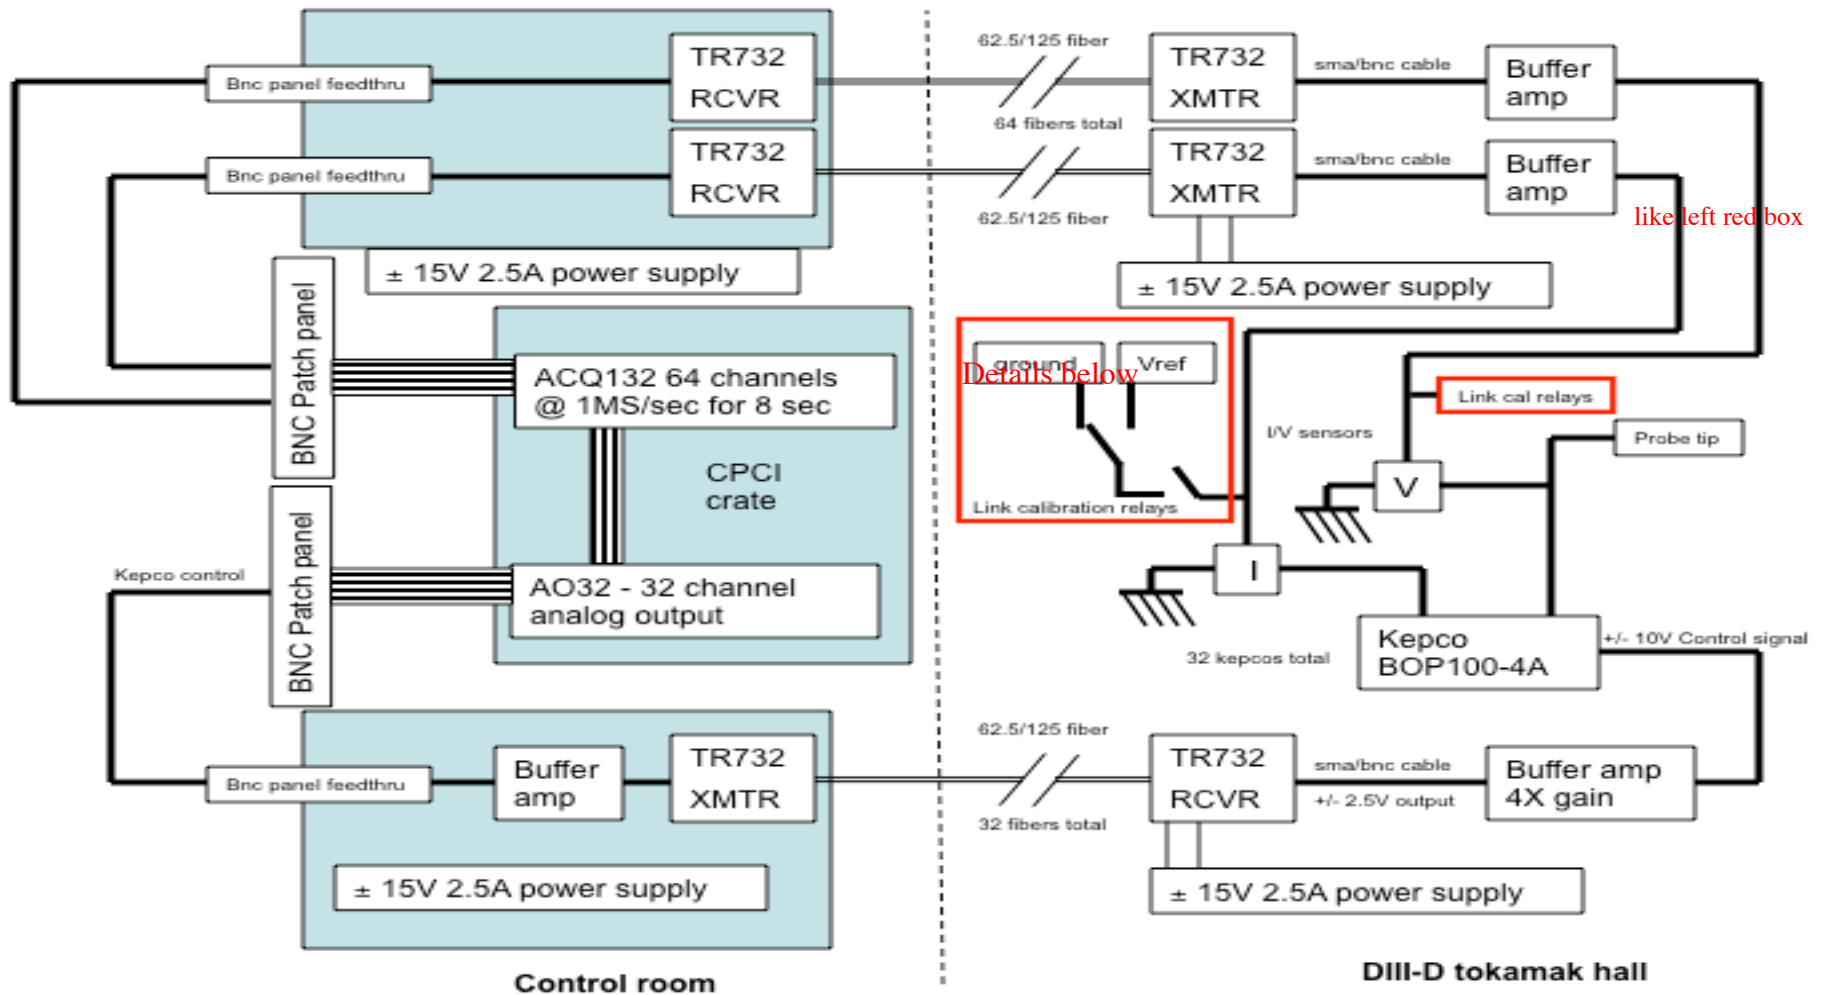 62.5/125 fiber
TR732
RCVR
TR732
XMTR
sma/bnc cable
Buffer
amp
Bnc panel feedthru
64 fibers total
TR732
RCVR
TR732
XMTR
sma/bnc cable
Buffer
amp
Bnc panel feedthru
62.5/125 fiber
like left red box
± 15V 2.5A power supply
± 15V 2.5A power supply
BNC Patch panel
ACQ132 64 channels
@ 1MS/sec for 8 sec
ground
Vref
Details below
Link calibration relays
Link cal relays
I/V sensors
Probe tip
V
CPCI
crate
BNC Patch panel
Kepco control
AO32 - 32 channel
analog output
I
Kepco
BOP100-4A
+/- 10V Control signal
32 kepcos total
62.5/125 fiber
Bnc panel feedthru
Buffer
amp
TR732
XMTR
TR732
RCVR
sma/bnc cable
+/- 2.5V output
Buffer amp
4X gain
32 fibers total
± 15V 2.5A power supply
± 15V 2.5A power supply
Control room
DIII-D tokamak hall